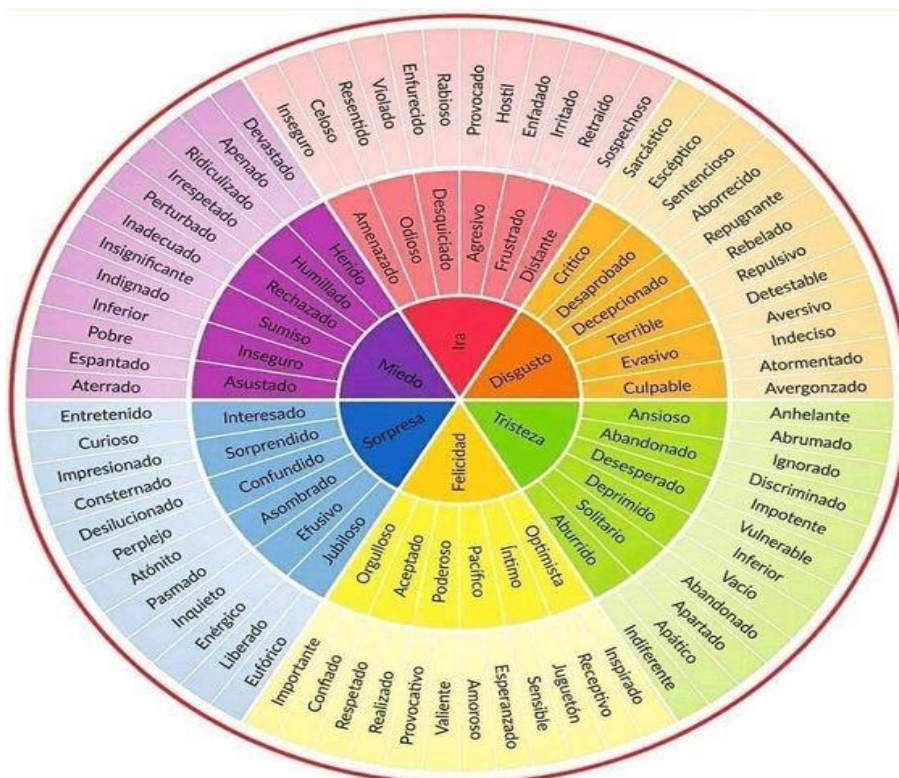 Ira
Disgusto
Tristeza
Felicidad
Sorpresa
Miedo
Amenazado
Odioso
Desquiciado
Agresivo
Frustrado
Distante
Crítico
Desaprobado
Decepcionado
Terrible
Evasivo
Culpable
Ansioso
Abandonado
Desesperado
Deprimido
Solitario
Aburrido
Optimista
Íntimo
Pacífico
Poderoso
Aceptado
Orgulloso
Jubiloso
Efusivo
Asombrado
Confundido
Sorprendido
Interesado
Asustado
Inseguro
Sumiso
Rechazado
Humillado
Herido
Inseguro
Celoso
Resentido
Violado
Enfurecido
Rabioso
Provocado
Hostil
Enfadado
Irritado
Retraído
Sospechoso
Sarcástico
Escéptico
Sentencioso
Aborrecido
Repugnante
Rebelado
Repulsivo
Detestable
Aversivo
Indeciso
Atormentado
Avergonzado
Anhelante
Abrumado
Ignorado
Discriminado
Impotente
Vulnerable
Inferior
Vacío
Abandonado
Apartado
Apático
Indiferente
Inspirado
Receptivo
Juguetón
Sensible
Esperanzado
Amoroso
Valiente
Provocativo
Realizado
Respetado
Confiado
Importante
Eufórico
Liberado
Enérgico
Inquieto
Pasmado
Atónito
Perplejo
Desilucionado
Consternado
Impresionado
Curioso
Entretenido
Aterrado
Espantado
Pobre
Inferior
Indignado
Insignificante
Inadecuado
Perturbado
Irrespetado
Ridiculizado
Apenado
Devastado